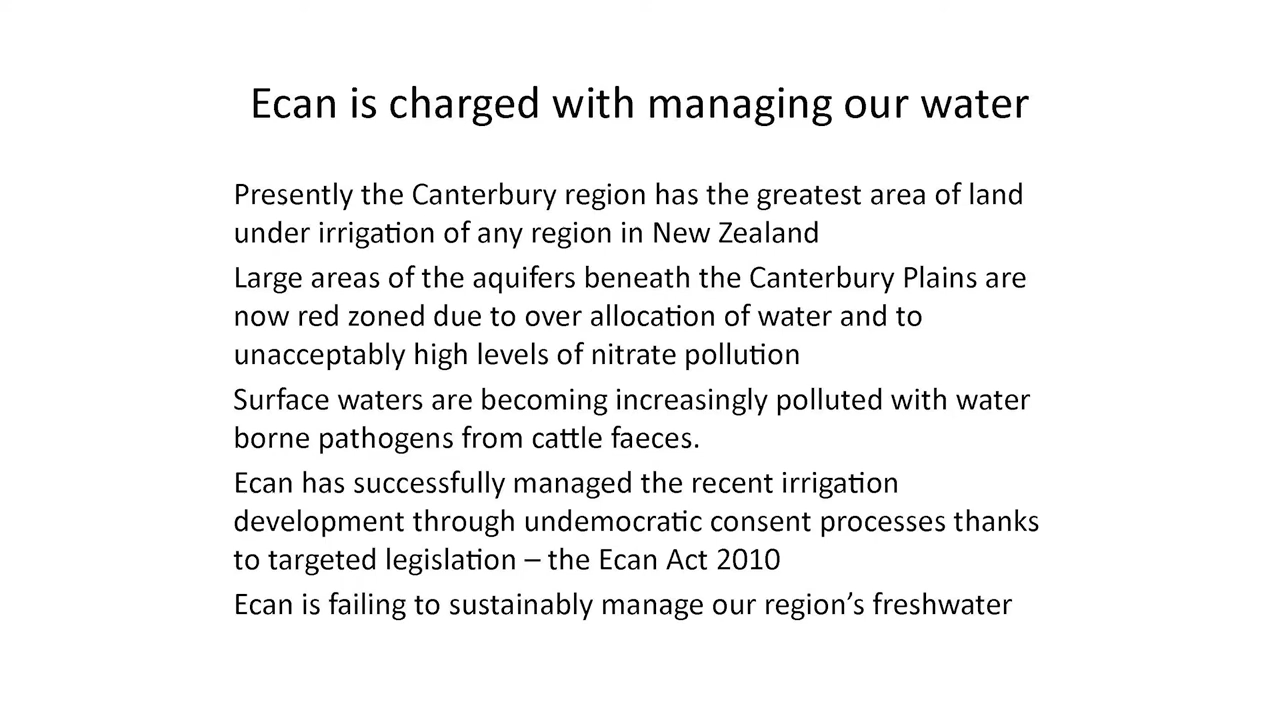 Ecan is charged with managing our water
Presently the Canterbury region has the greatest area of land
under irrigation of any region in New Zealand
Large areas of the aquifers beneath the Canterbury Plains are
now red zoned due to over allocation of water and to
unacceptably high levels of nitrate pollution
Surface waters are becoming increasingly polluted with water
borne pathogens from cattle faeces.
Ecan has successfully managed the recent irrigation
development through undemocratic consent processes thanks
to targeted legislation – the Ecan Act 2010
Ecan is failing to sustainably manage our region’s freshwater